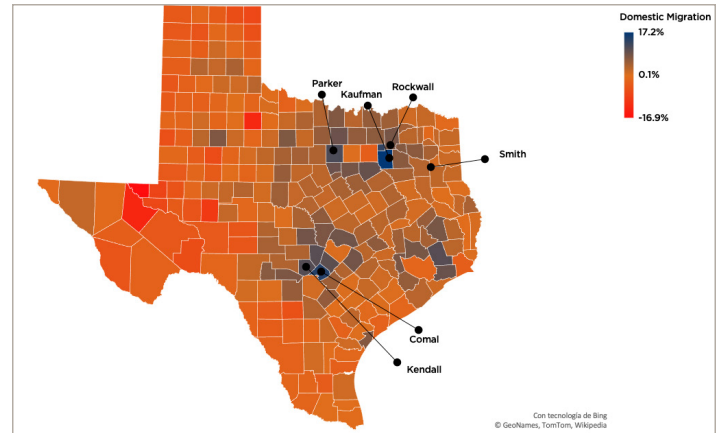 Domestic Migration
17.2%
0.1%
-16.9%
Parker
Kaufman
Rockwall
Smith
Comal
Kendall
Con tecnología de Bing
© GeoNames, TomTom, Wikipedia